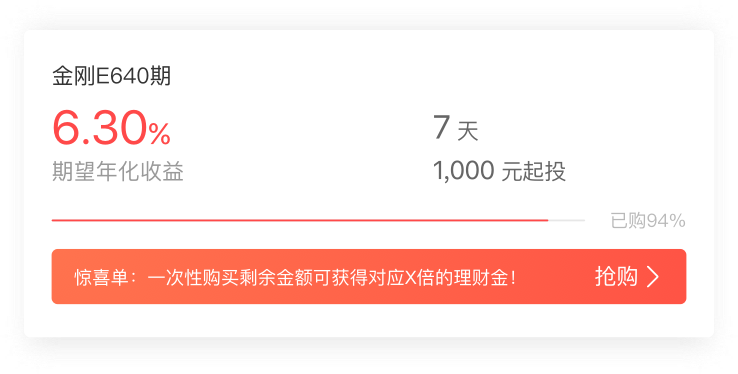 金刚E640期
6.30%
7 天
期望年化收益
1,000 元起投
已购94%
惊喜单：一次性购买剩余金额可获得对应X倍的理财金！
抢购